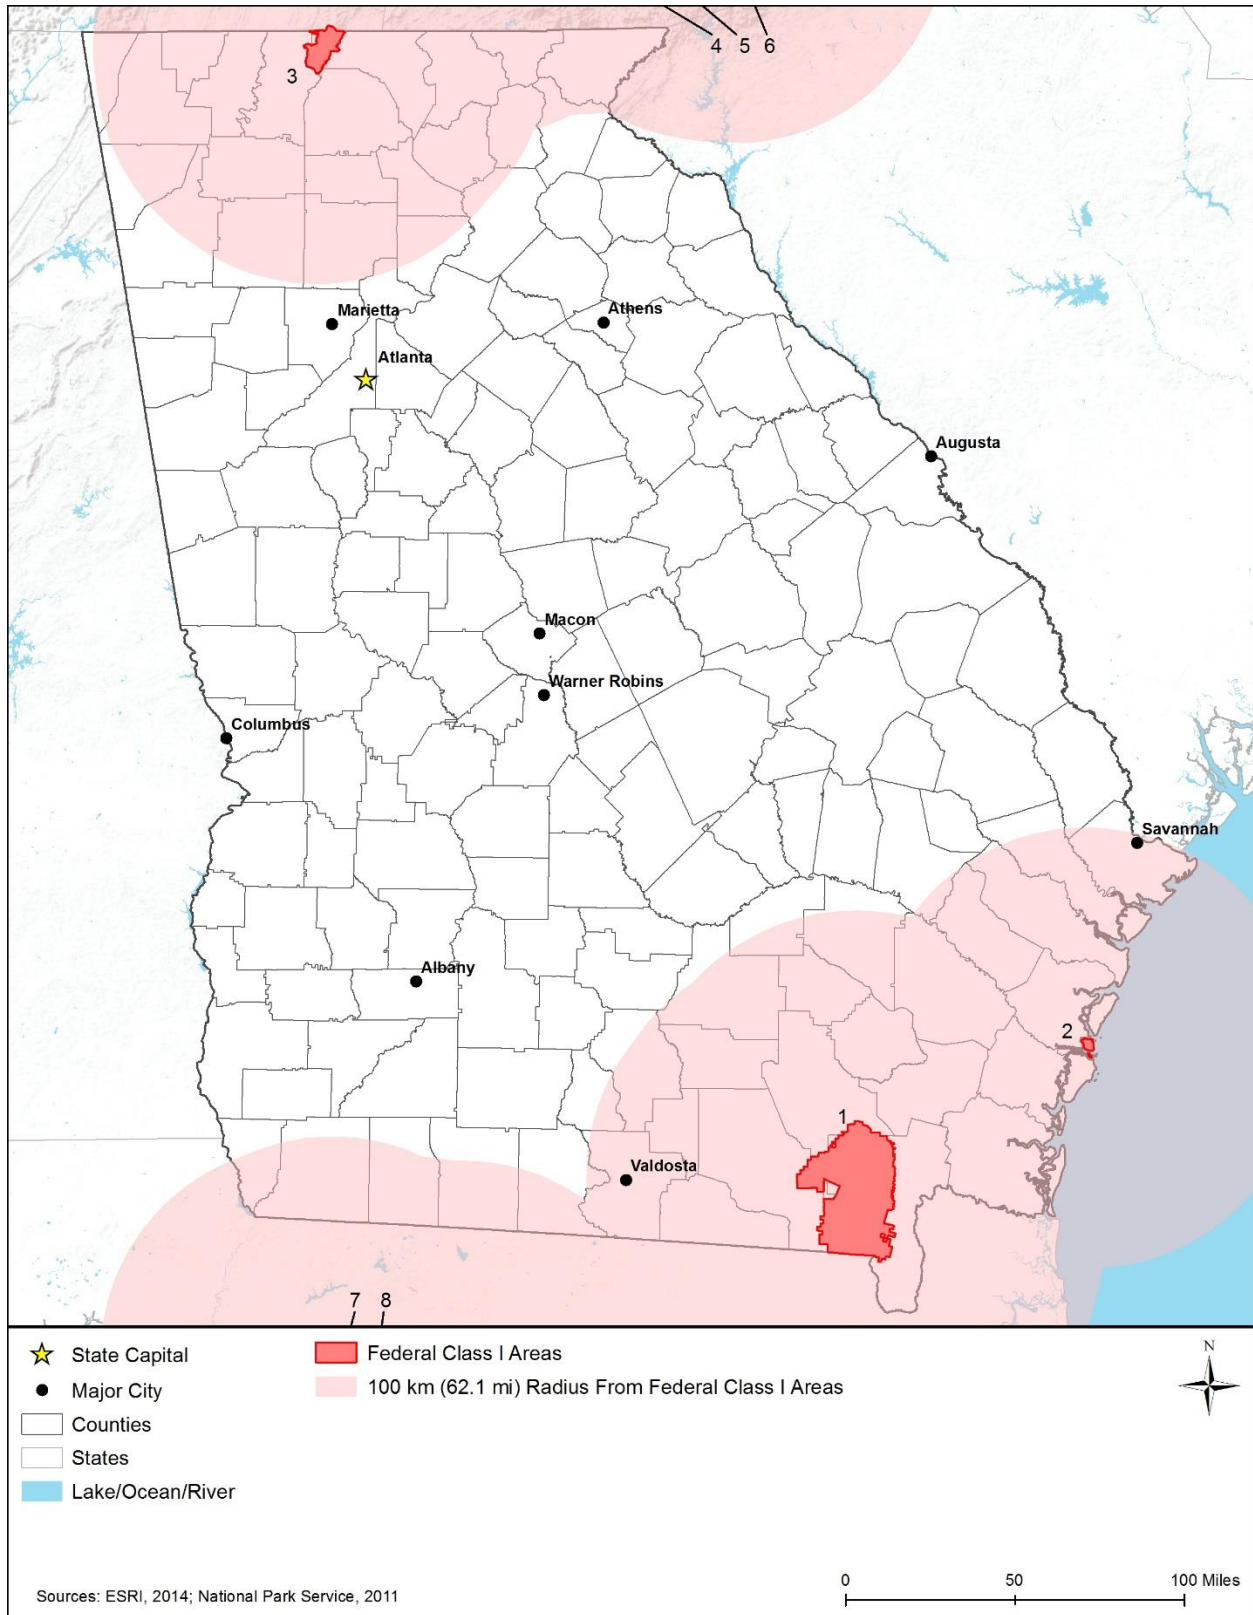 4 5 6
3
Marietta
Athens
Atlanta
Augusta
Macon
Warner Robins
Columbus
Savannah
Albany
2
1
Valdosta
7 8
State Capital
Major City
Counties
States
Lake/Ocean/River
Federal Class I Areas
100 km (62.1 mi) Radius From Federal Class I Areas
N
Sources: ESRI, 2014; National Park Service, 2011
0 50 100 Miles